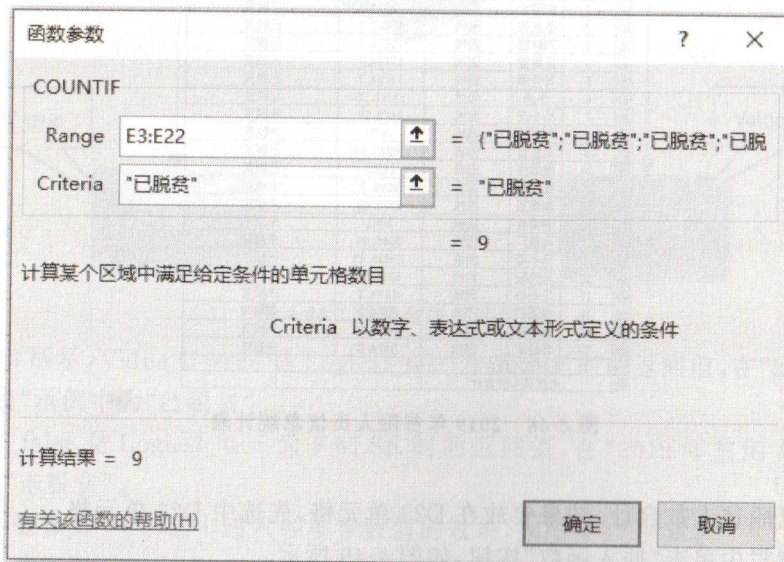 函数参数
?
COUNTIF
Range E3:E22 = {"已脱贫";"已脱贫";"已脱贫";"已脱
Criteria "已脱贫" = "已脱贫"
= 9
计算某个区域中满足给定条件的单元格数目
Criteria 以数字、表达式或文本形式定义的条件
计算结果 = 9
有关该函数的帮助(H)
确定
取消